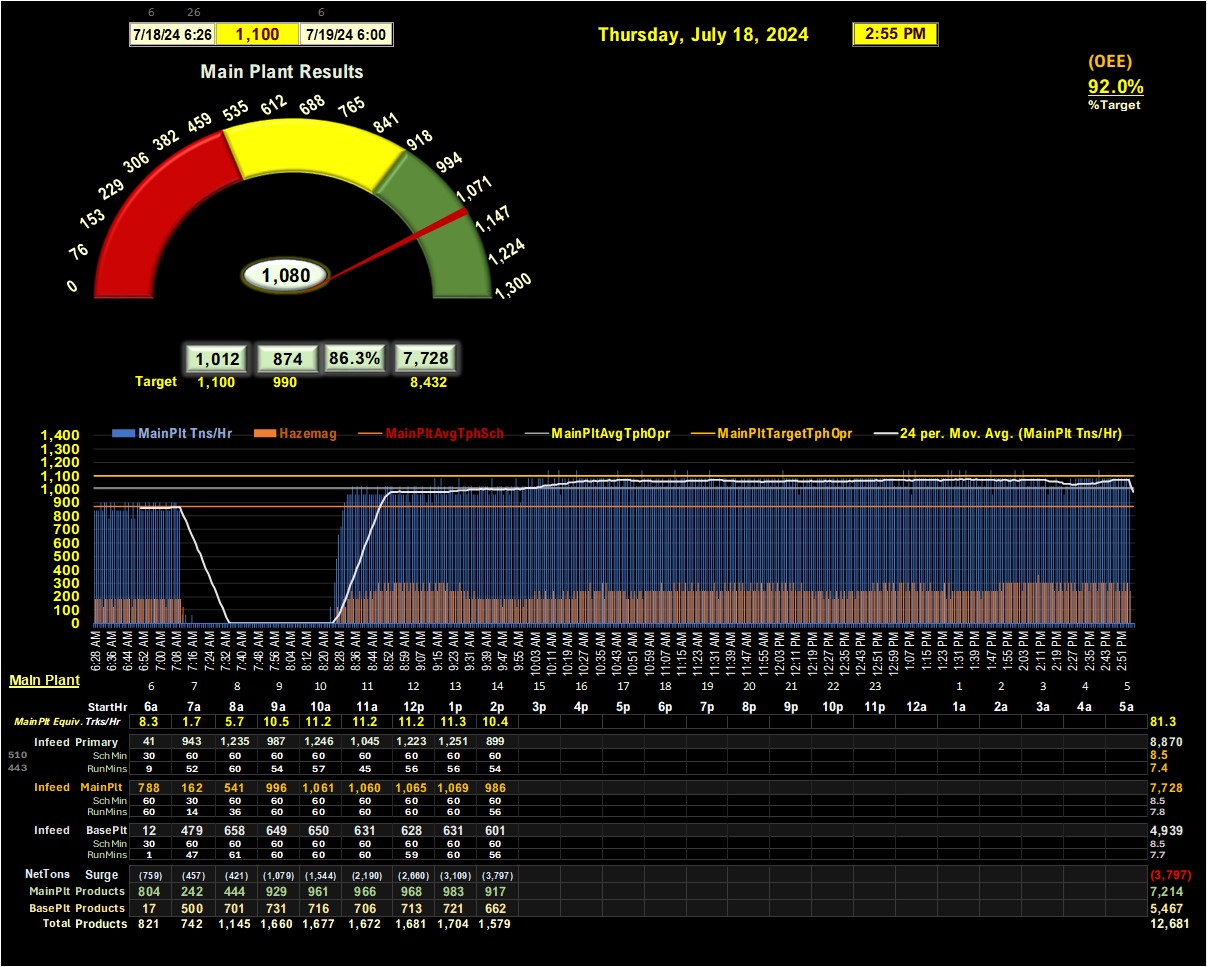 6 26 6
7/18/24 6:26 1,100 7/19/24 6:00
Thursday, July 18, 2024 2:55 PM
(OEE)
92.0%
%Target
Main Plant Results
0 76 153 229 306 382 459 535 612 688 765 841 918 994 1,071 1,147 1,224 1,300
1,080
1,012 874 86.3% 7,728
Target 1,100 990 8,432
MainPlt Tns/Hr Hazemag MainPltAvgTphSch MainPltAvgTphOpr MainPltTargetTphOpr 24 per. Mov. Avg. (MainPlt Tns/Hr)
1,400
1,300
1,200
1,100
1,000
900
800
700
600
500
400
300
200
100
0
6:28 AM 6:36 AM 6:44 AM 6:52 AM 7:00 AM 7:08 AM 7:16 AM 7:24 AM 7:32 AM 7:40 AM 7:48 AM 7:56 AM 8:04 AM 8:12 AM 8:20 AM 8:28 AM 8:36 AM 8:44 AM 8:52 AM 8:59 AM 9:07 AM 9:15 AM 9:23 AM 9:31 AM 9:39 AM 9:47 AM 9:55 AM 10:03 AM 10:11 AM 10:19 AM 10:27 AM 10:35 AM 10:43 AM 10:51 AM 10:59 AM 11:07 AM 11:15 AM 11:23 AM 11:31 AM 11:39 AM 11:47 AM 11:55 AM 12:03 PM 12:11 PM 12:19 PM 12:27 PM 12:35 PM 12:43 PM 12:51 PM 12:59 PM 1:07 PM 1:15 PM 1:23 PM 1:31 PM 1:39 PM 1:47 PM 1:55 PM 2:03 PM 2:11 PM 2:19 PM 2:27 PM 2:35 PM 2:43 PM 2:51 PM
Main Plant 6 7 8 9 10 11 12 13 14 15 16 17 18 19 20 21 22 23 1 2 3 4 5
StartHr 6a 7a 8a 9a 10a 11a 12p 1p 2p 3p 4p 5p 6p 7p 8p 9p 10p 11p 12a 1a 2a 3a 4a 5a
MainPlt Equiv. Trks/Hr 8.3 1.7 5.7 10.5 11.2 11.2 11.2 11.3 10.4 81.3
Infeed Primary 41 943 1,235 987 1,246 1,045 1,223 1,251 899 8,870
510 Sch Min 30 60 60 60 60 60 60 60 60 8.5
443 RunMins 9 52 60 54 57 45 56 56 54 7.4
Infeed MainPlt 788 162 541 996 1,061 1,060 1,065 1,069 986 7,728
Sch Min 60 30 60 60 60 60 60 60 60 8.5
RunMins 60 14 36 60 60 60 60 60 56 7.8
Infeed BasePlt 12 479 658 649 650 631 628 631 601 4,939
Sch Min 30 60 60 60 60 60 60 60 60 8.5
RunMins 1 47 61 60 60 60 59 60 56 7.7
NetTons Surge (759) (457) (421) (1,079) (1,544) (2,190) (2,660) (3,109) (3,797) (3,797)
MainPlt Products 804 242 444 929 961 966 968 983 917 7,214
BasePlt Products 17 500 701 731 716 706 713 721 662 5,467
Total Products 821 742 1,145 1,660 1,677 1,672 1,681 1,704 1,579 12,681